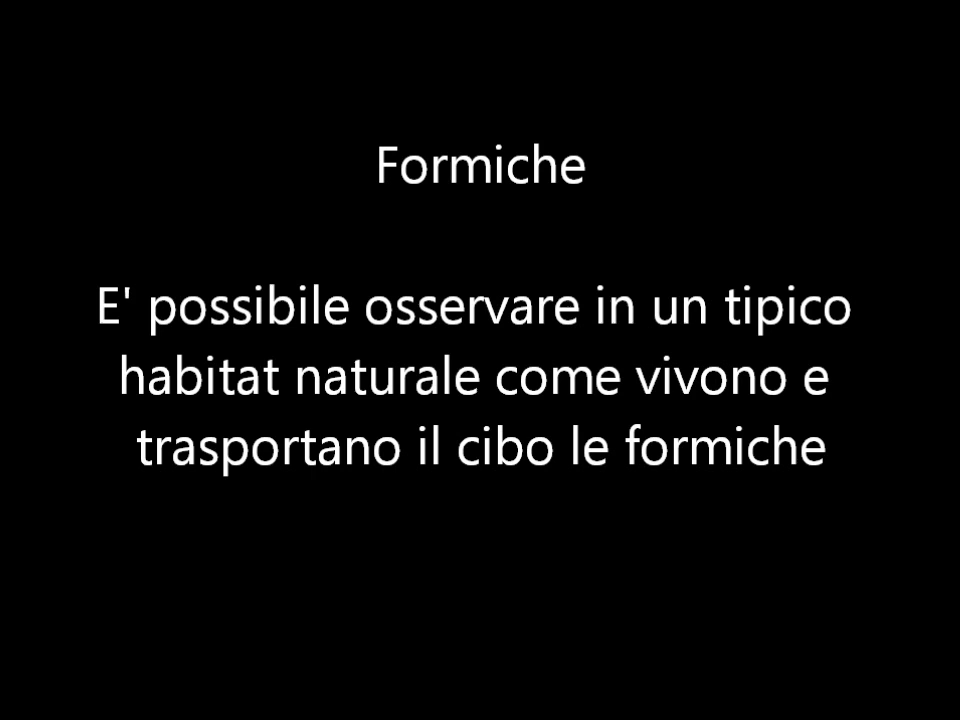 Formiche
E' possibile osservare in un tipico
habitat naturale come vivono e
trasportano il cibo le formiche